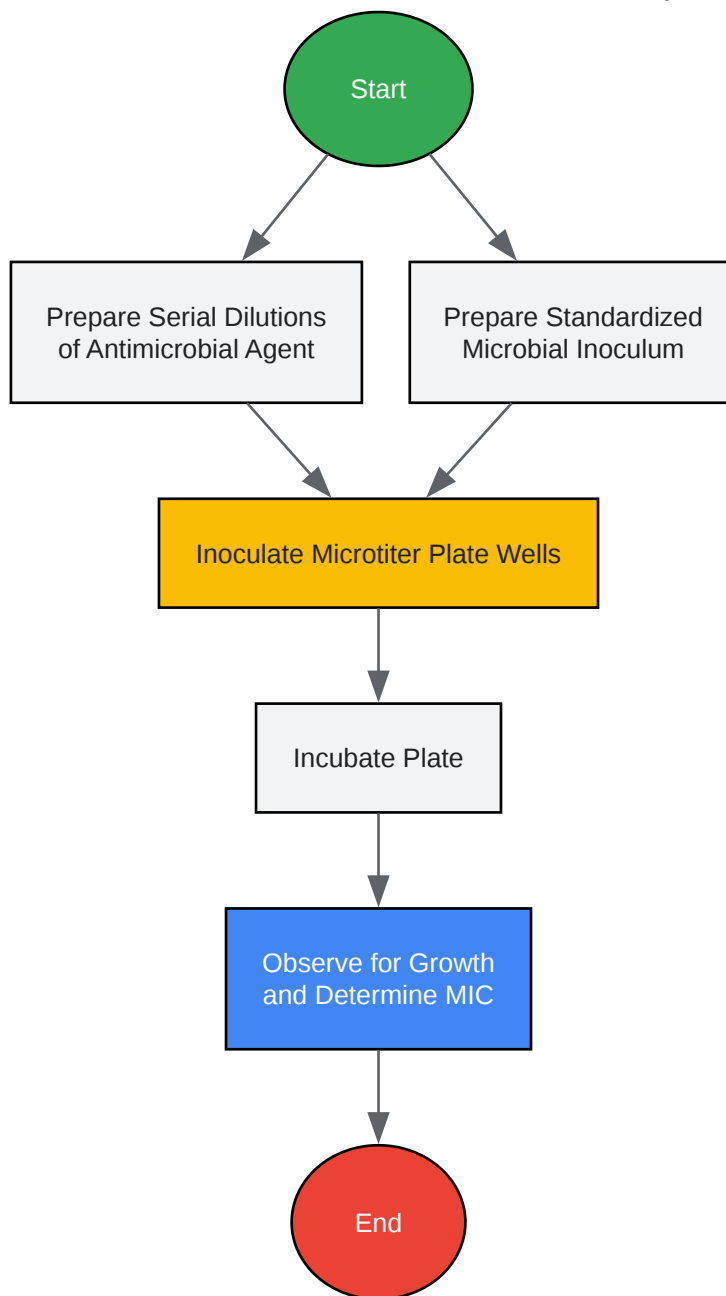 Start
Prepare Serial Dilutions
of Antimicrobial Agent
Prepare Standardized
Microbial Inoculum
Inoculate Microtiter Plate Wells
Incubate Plate
Observe for Growth
and Determine MIC
End